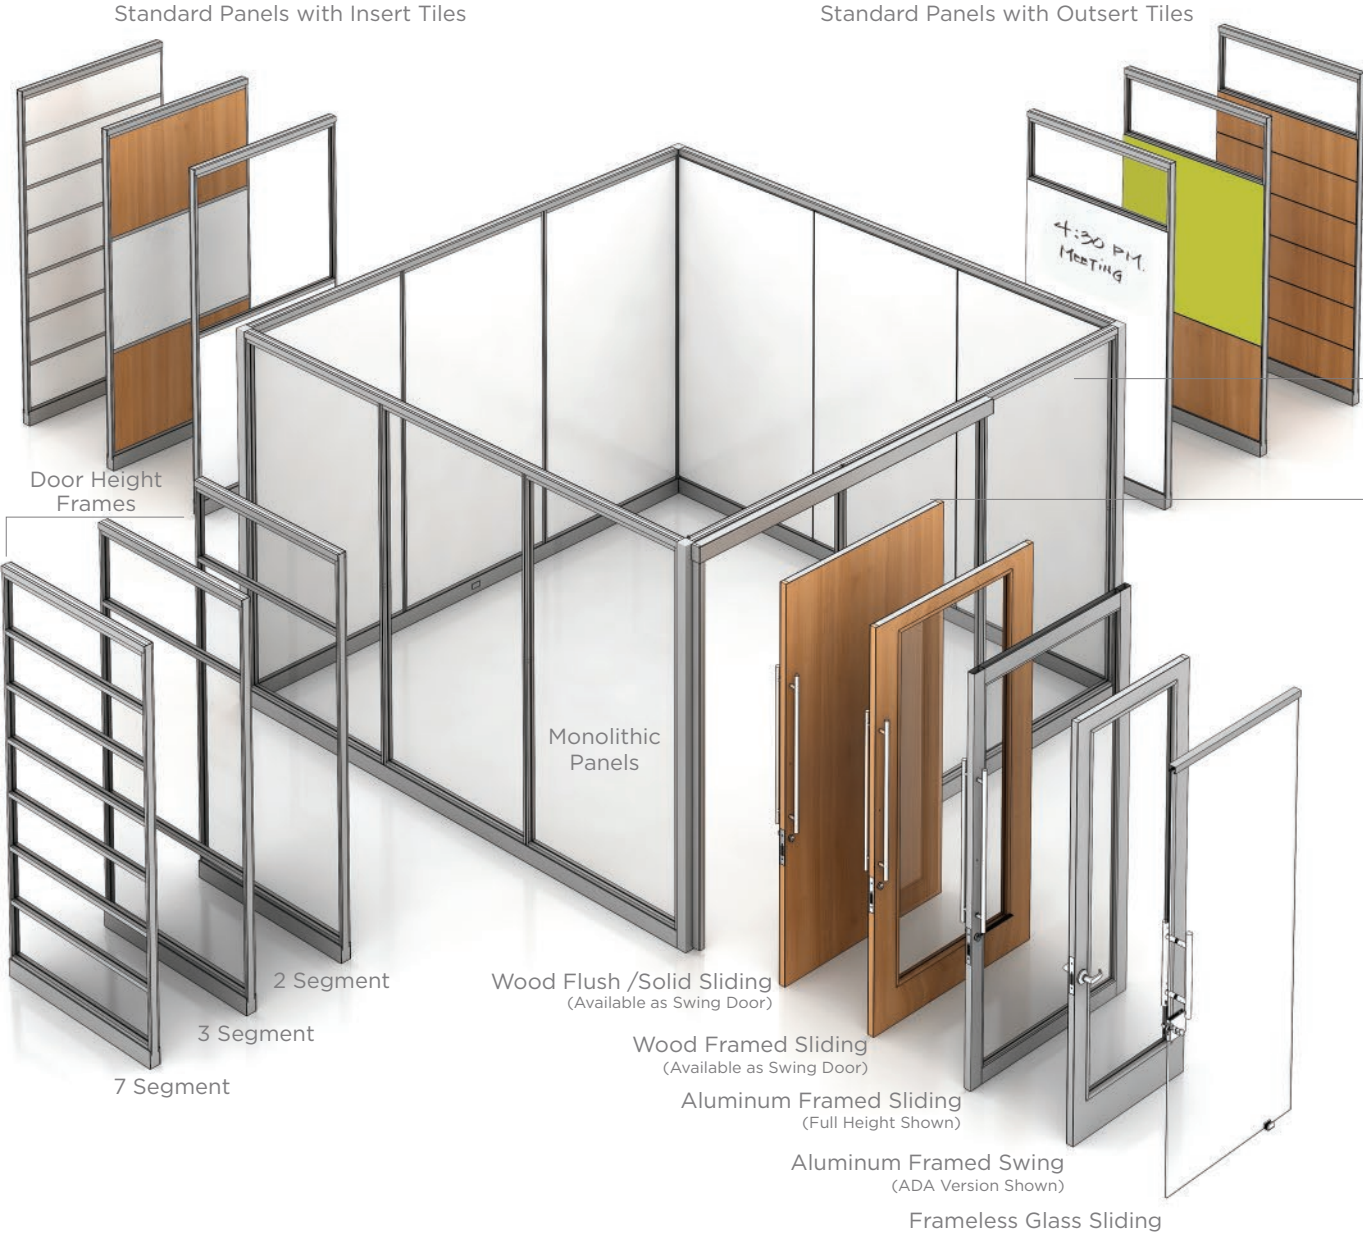 Standard Panels with Insert Tiles
Standard Panels with Outsert Tiles
4:30 PM.
MEETING
Door Height
Frames
Monolithic
Panels
2 Segment
3 Segment
7 Segment
Wood Flush /Solid Sliding
(Available as Swing Door)
Wood Framed Sliding
(Available as Swing Door)
Aluminum Framed Sliding
(Full Height Shown)
Aluminum Framed Swing
(ADA Version Shown)
Frameless Glass Sliding